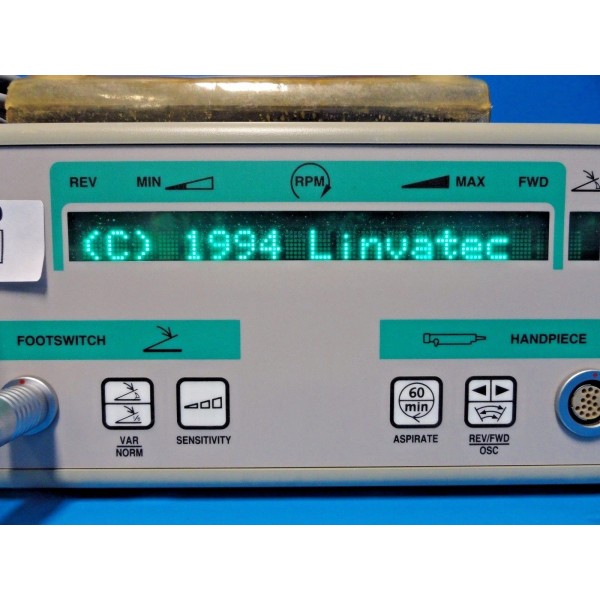 REV MIN RPM MAX FWD
(C) 1994 Linvatec
FOOTSWITCH HANDPIECE
60
min
VAR
NORM
SENSITIVITY
ASPIRATE
REV/FWD
OSC